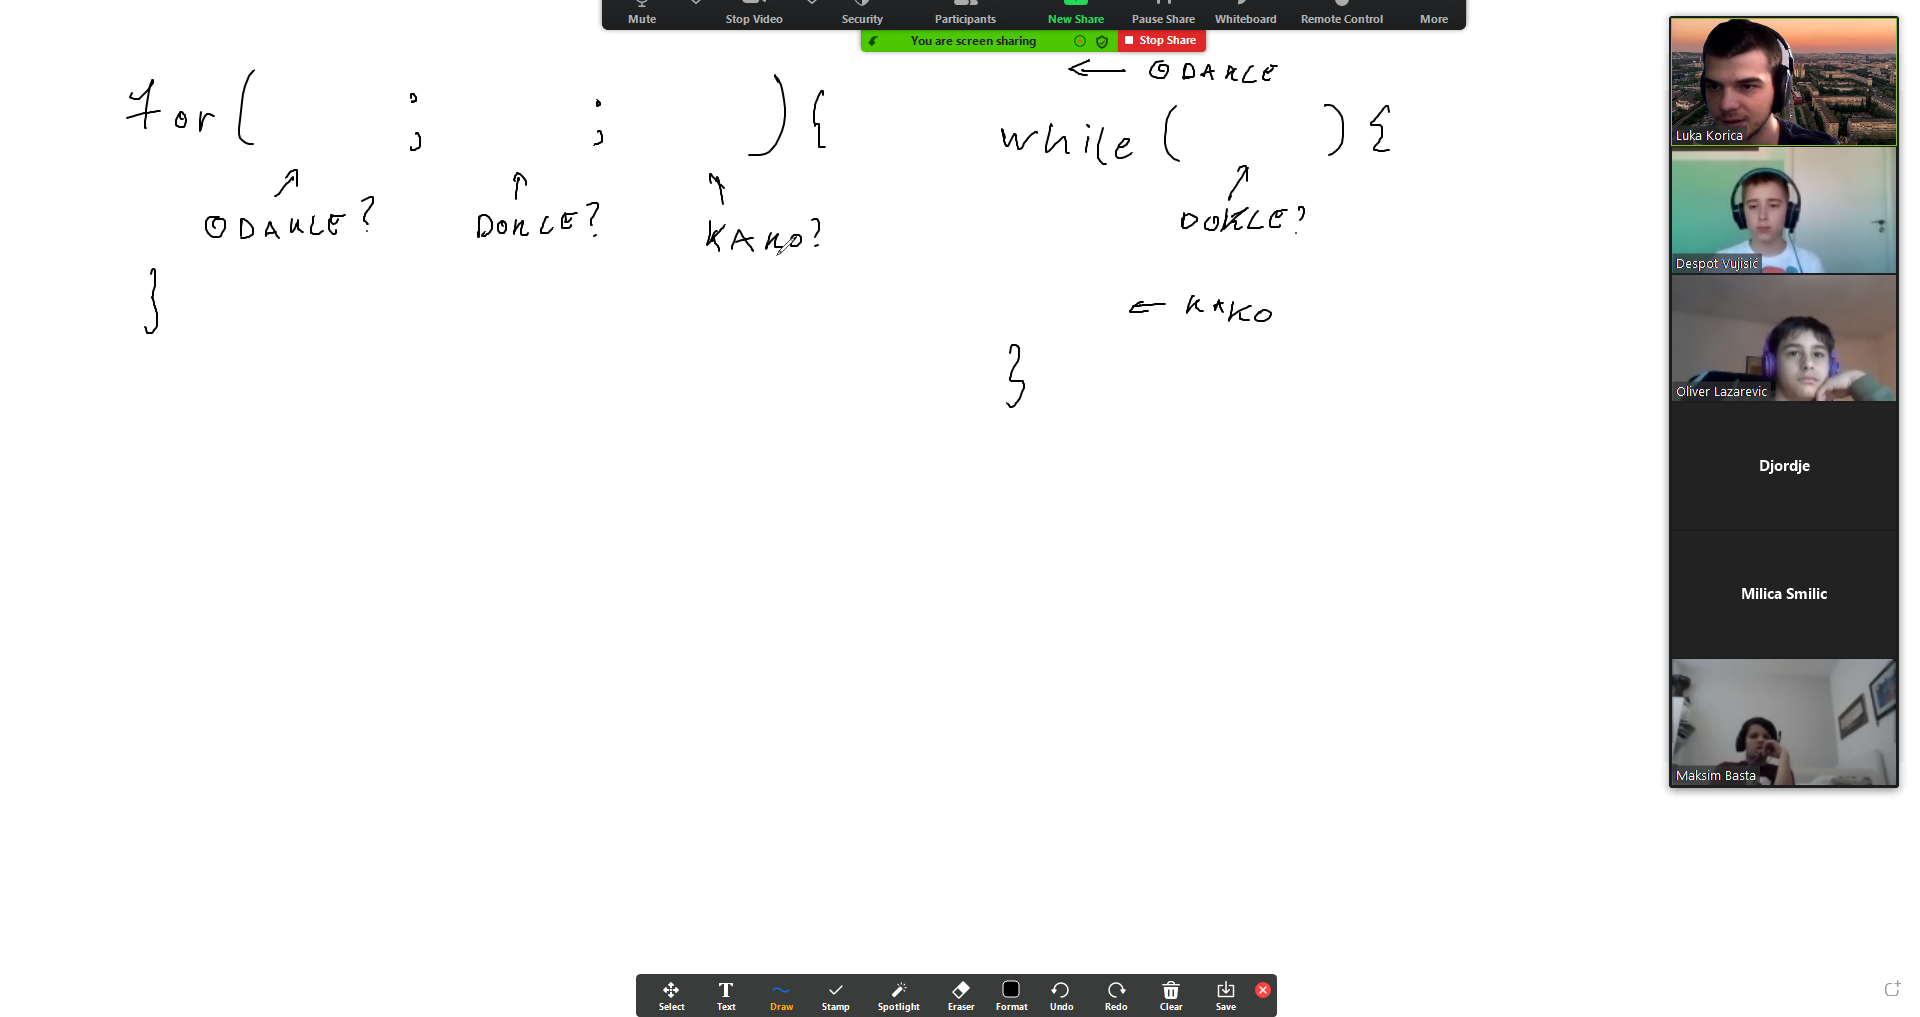 Mute Stop Video Security Participants New Share Pause Share Whiteboard Remote Control More
You are screen sharing Stop Share
← ODAKLE
for( ; ; ){
while ( ){
ODAKLE? DOKLE? KAKO?
DOKLE?
← KAKO
}
}
Luka Korica
Despot Vujisić
Oliver Lazarevic
Djordje
Milica Smilic
Maksim Basta
Select Text Draw Stamp Spotlight Eraser Format Undo Redo Clear Save